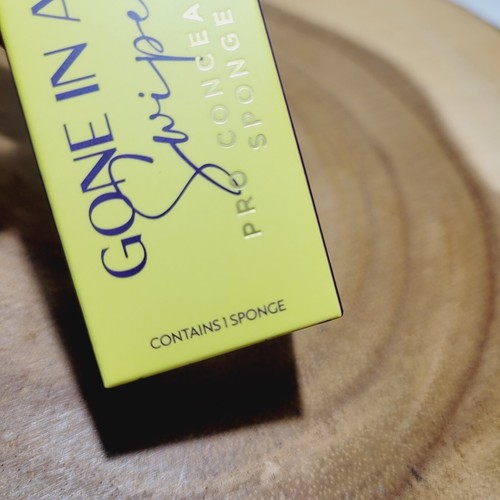 GONE IN A
Swipe
PRO CONCEA
SPONGE
CONTAINS 1 SPONGE